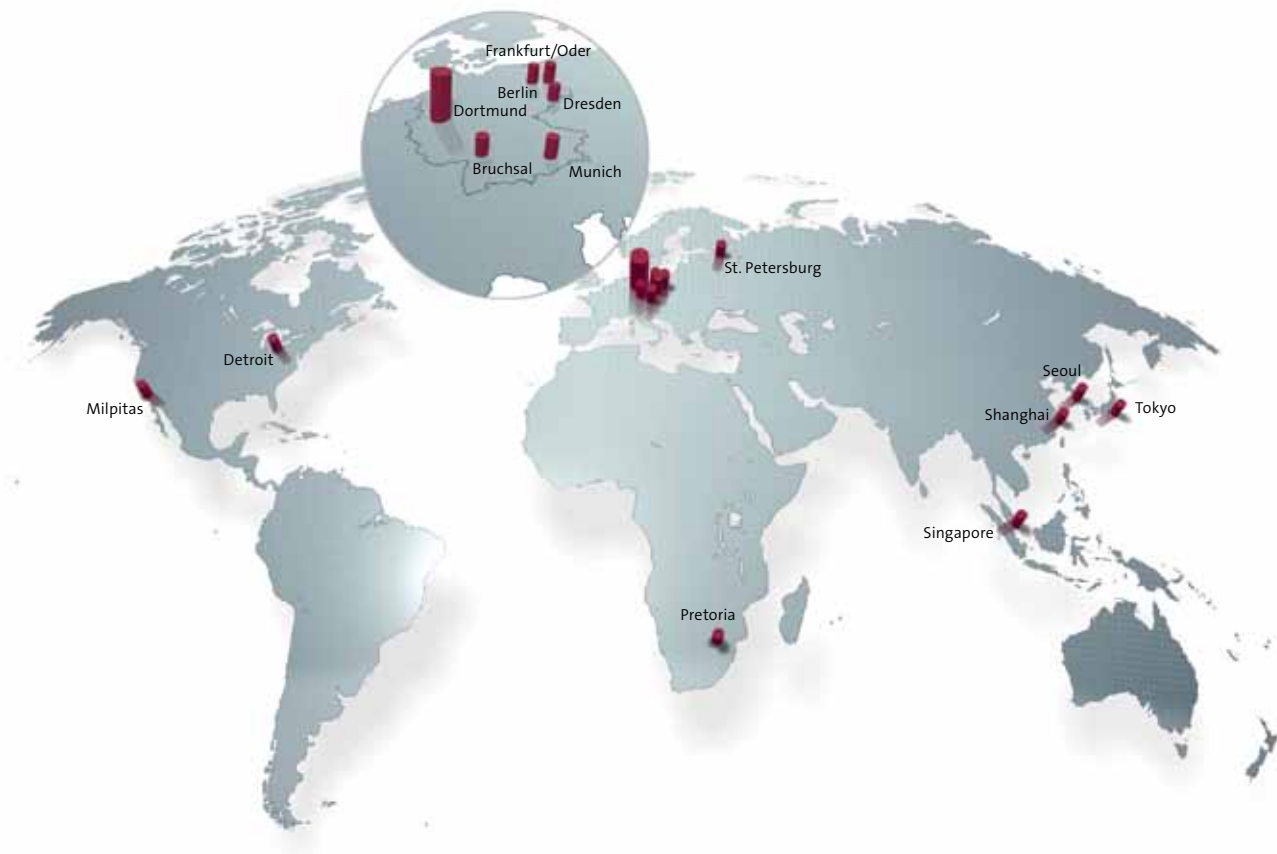 Frankfurt/Oder
Berlin
Dresden
Dortmund
Bruchsal
Munich
St. Petersburg
Detroit
Milpitas
Seoul
Shanghai
Tokyo
Singapore
Pretoria